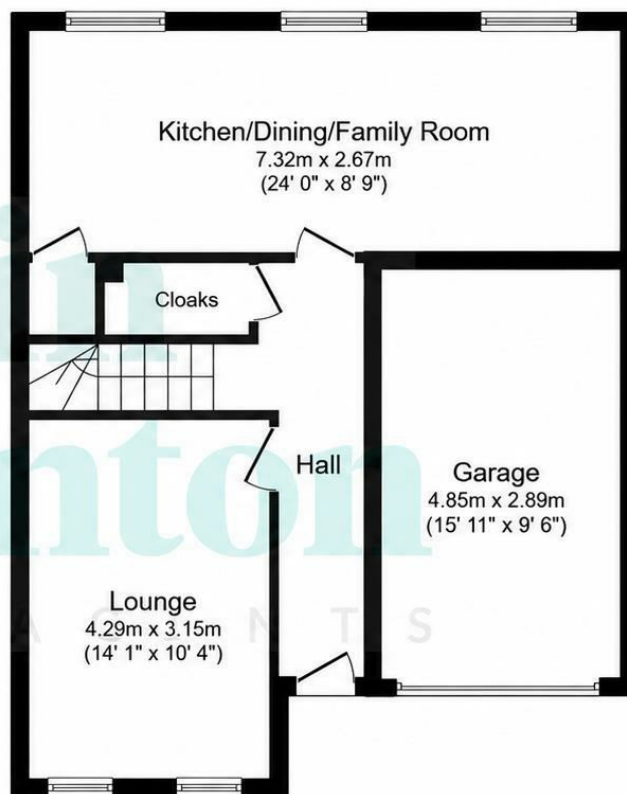 Kitchen/Dining/Family Room
7.32m x 2.67m
(24' 0" x 8' 9")
Cloaks
Hall
Garage
4.85m x 2.89m
(15' 11" x 9' 6")
Lounge
4.29m x 3.15m
(14' 1" x 10' 4")